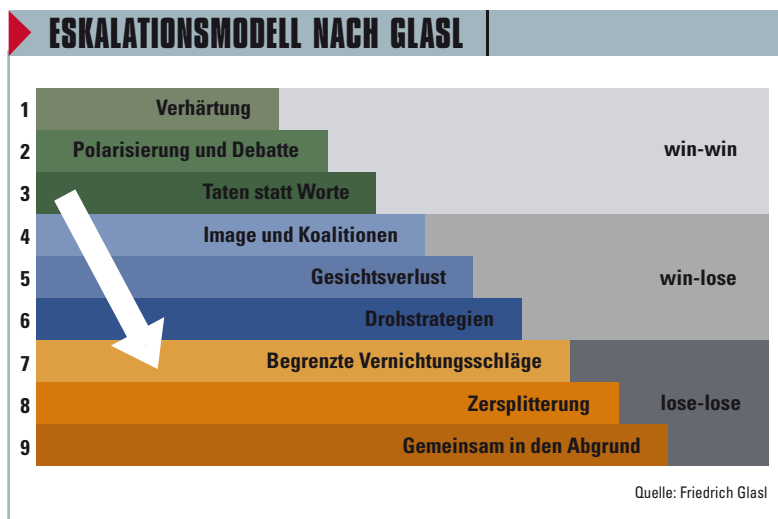 ESKALATIONSMODELL NACH GLASL
1 Verhärtung
2 Polarisierung und Debatte win-win
3 Taten statt Worte
4 Image und Koalitionen
5 Gesichtsverlust win-lose
6 Drohstrategien
7 Begrenzte Vernichtungsschläge
8 Zersplitterung lose-lose
9 Gemeinsam in den Abgrund
Quelle: Friedrich Glasl